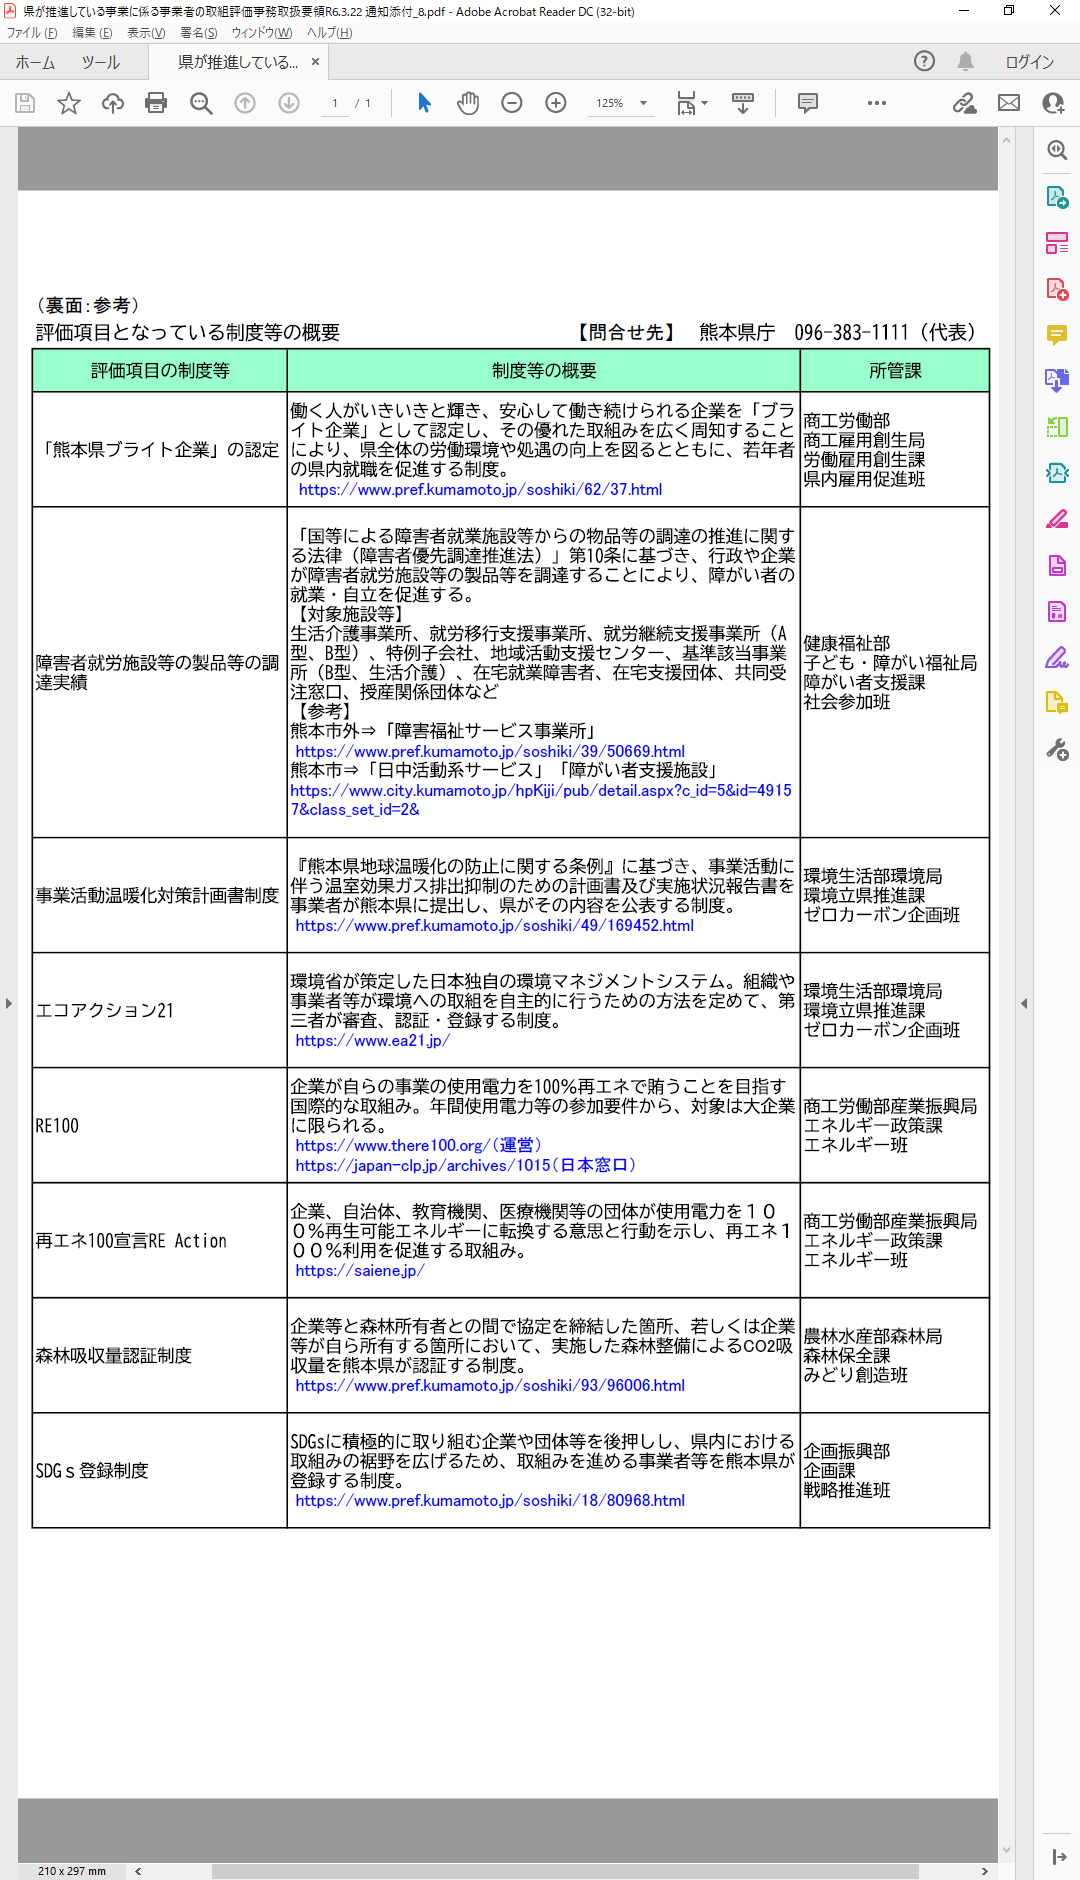 県が推進している事業に係る事業者の取組評価事務取扱要領R6.3.22 通知添付_8.pdf - Adobe Acrobat Reader DC (32-bit)
ファイル(F) 編集(E) 表示(V) 署名(S) ウィンドウ(W) ヘルプ(H)
ホーム ツール 県が推進している... × ログイン
1 / 1 125%
（裏面：参考）
評価項目となっている制度等の概要 【問合せ先】 熊本県庁 096-383-1111（代表）
評価項目の制度等 制度等の概要 所管課
「熊本県ブライト企業」の認定
働く人がいきいきと輝き、安心して働き続けられる企業を「ブラ
イト企業」として認定し、その優れた取組みを広く周知すること
により、県全体の労働環境や処遇の向上を図るとともに、若年者
の県内就職を促進する制度。
https://www.pref.kumamoto.jp/soshiki/62/37.html
商工労働部
商工雇用創生局
労働雇用創生課
県内雇用促進班
障害者就労施設等の製品等の調
達実績
「国等による障害者就業施設等からの物品等の調達の推進に関す
る法律（障害者優先調達推進法）」第10条に基づき、行政や企業
が障害者就労施設等の製品等を調達することにより、障がい者の
就業・自立を促進する。
【対象施設等】
生活介護事業所、就労移行支援事業所、就労継続支援事業所（A
型、B型）、特例子会社、地域活動支援センター、基準該当事業
所（B型、生活介護）、在宅就業障害者、在宅支援団体、共同受
注窓口、授産関係団体など
【参考】
熊本市外⇒「障害福祉サービス事業所」
https://www.pref.kumamoto.jp/soshiki/39/50669.html
熊本市⇒「日中活動系サービス」「障がい者支援施設」
https://www.city.kumamoto.jp/hpKiji/pub/detail.aspx?c_id=5&id=4915
7&class_set_id=2&
健康福祉部
子ども・障がい福祉局
障がい者支援課
社会参加班
事業活動温暖化対策計画書制度
『熊本県地球温暖化の防止に関する条例』に基づき、事業活動に
伴う温室効果ガス排出抑制のための計画書及び実施状況報告書を
事業者が熊本県に提出し、県がその内容を公表する制度。
https://www.pref.kumamoto.jp/soshiki/49/169452.html
環境生活部環境局
環境立県推進課
ゼロカーボン企画班
エコアクション21
環境省が策定した日本独自の環境マネジメントシステム。組織や
事業者等が環境への取組を自主的に行うための方法を定めて、第
三者が審査、認証・登録する制度。
https://www.ea21.jp/
環境生活部環境局
環境立県推進課
ゼロカーボン企画班
RE100
企業が自らの事業の使用電力を100%再エネで賄うことを目指す
国際的な取組み。年間使用電力等の参加要件から、対象は大企業
に限られる。
https://www.there100.org/（運営）
https://japan-clp.jp/archives/1015（日本窓口）
商工労働部産業振興局
エネルギー政策課
エネルギー班
再エネ100宣言RE Action
企業、自治体、教育機関、医療機関等の団体が使用電力を１０
０％再生可能エネルギーに転換する意思と行動を示し、再エネ１
００％利用を促進する取組み。
https://saiene.jp/
商工労働部産業振興局
エネルギー政策課
エネルギー班
森林吸収量認証制度
企業等と森林所有者との間で協定を締結した箇所、若しくは企業
等が自ら所有する箇所において、実施した森林整備によるCO2吸
収量を熊本県が認証する制度。
https://www.pref.kumamoto.jp/soshiki/93/96006.html
農林水産部森林局
森林保全課
みどり創造班
SDGｓ登録制度
SDGsに積極的に取り組む企業や団体等を後押しし、県内における
取組みの裾野を広げるため、取組みを進める事業者等を熊本県が
登録する制度。
https://www.pref.kumamoto.jp/soshiki/18/80968.html
企画振興部
企画課
戦略推進班
210 x 297 mm